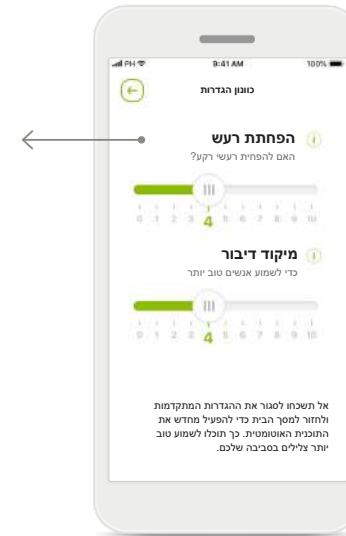 PH 9:41 AM 100%
כוונון הגדרות
הפחתת רעש
האם להפחית רעשי רקע?
0 1 2 3 4 5 6 7 8 9 10
מיקוד דיבור
כדי לשמוע אנשים טוב יותר
0 1 2 3 4 5 6 7 8 9 10
אל תשכחו לסגור את ההגדרות המתקדמות
ולחזור למסך הבית כדי להפעיל מחדש את
התוכנית האוטומטית. כך תוכלו לשמוע טוב
יותר צלילים בסביבה שלכם.